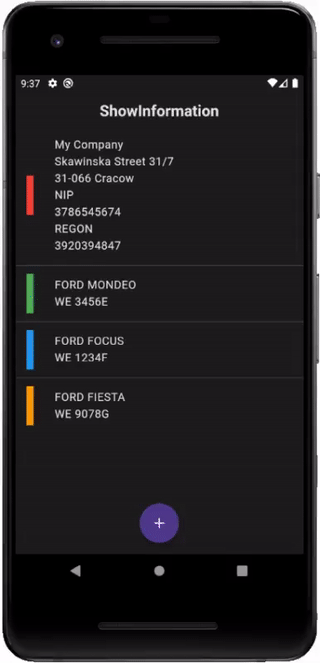 9:37
ShowInformation
My Company
Skawinska Street 31/7
31-066 Cracow
NIP
3786545674
REGON
3920394847
FORD MONDEO
WE 3456E
FORD FOCUS
WE 1234F
FORD FIESTA
WE 9078G
+